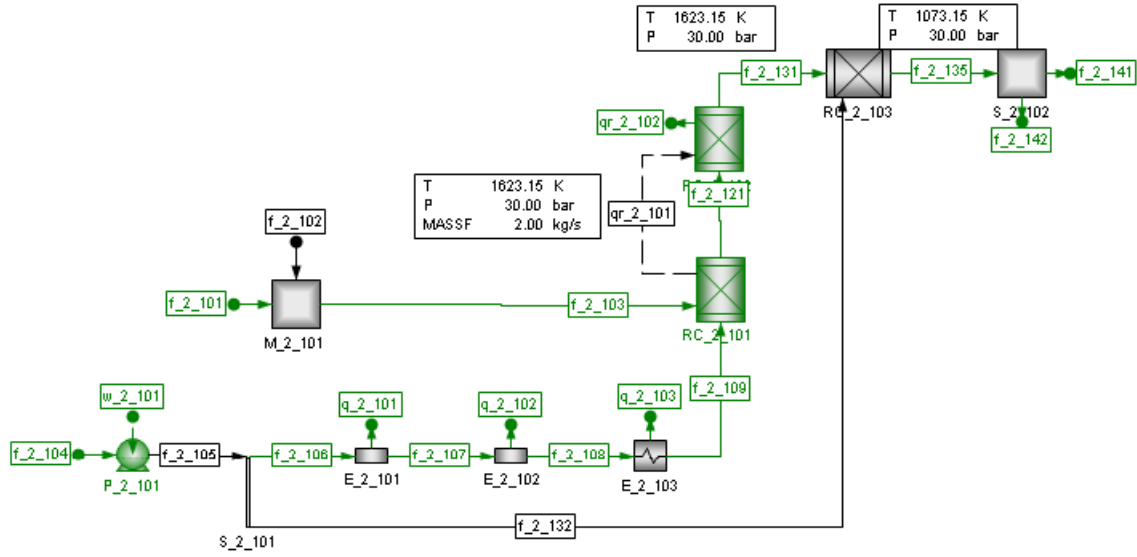 T 1623.15 K
P 30.00 bar
T 1073.15 K
P 30.00 bar
f_2_131
f_2_135
f_2_141
RC_2_103
S_2_102
f_2_142
qr_2_102
f_2_121
T 1623.15 K
P 30.00 bar
MASSF 2.00 kg/s
qr_2_101
f_2_102
f_2_101
f_2_103
M_2_101
RC_2_101
f_2_109
w_2_101
q_2_101
q_2_102
q_2_103
f_2_104
f_2_105
f_2_106
f_2_107
f_2_108
P_2_101
E_2_101
E_2_102
E_2_103
f_2_132
S_2_101